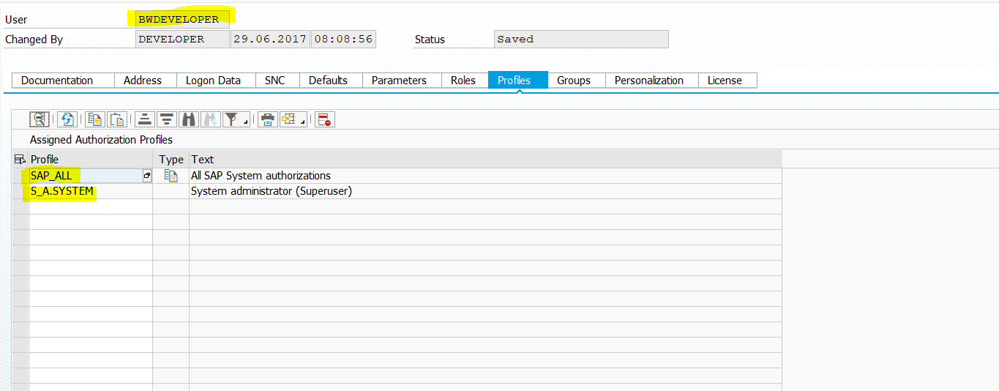 User BWDEVELOPER
Changed By DEVELOPER 29.06.2017 08:08:56 Status Saved
Documentation Address Logon Data SNC Defaults Parameters Roles Profiles Groups Personalization License
Assigned Authorization Profiles
Profile Type Text
SAP_ALL All SAP System authorizations
S_A.SYSTEM System administrator (Superuser)